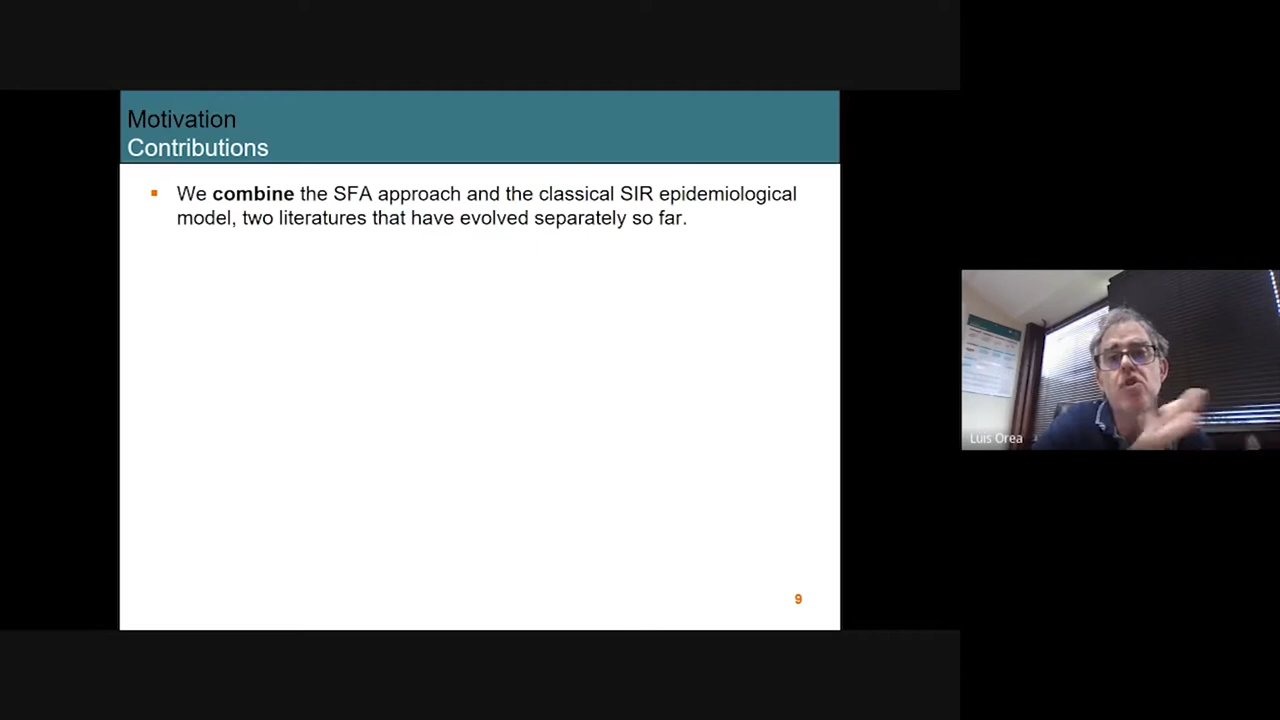 Motivation
Contributions
▪ We combine the SFA approach and the classical SIR epidemiological
model, two literatures that have evolved separately so far.
9
Luis Orea